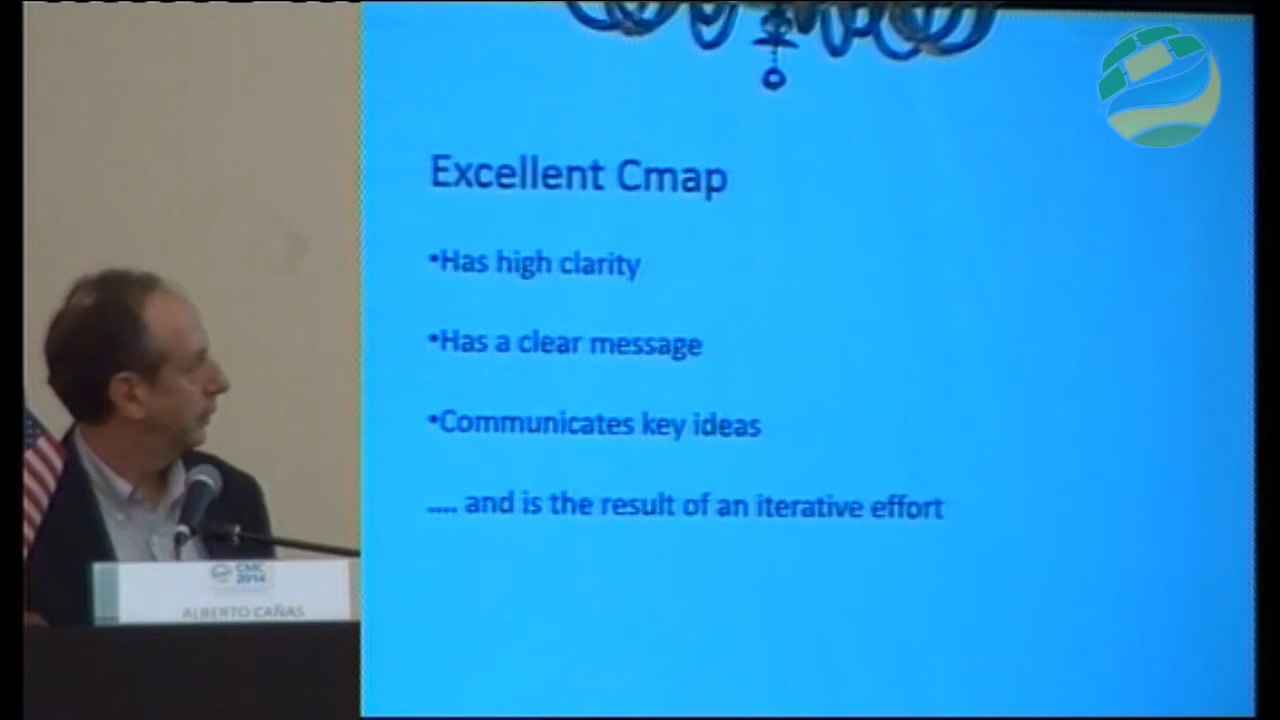 Excellent Cmap
•Has high clarity
•Has a clear message
•Communicates key ideas
.... and is the result of an iterative effort
CMC
2014
ALBERTO CAÑAS